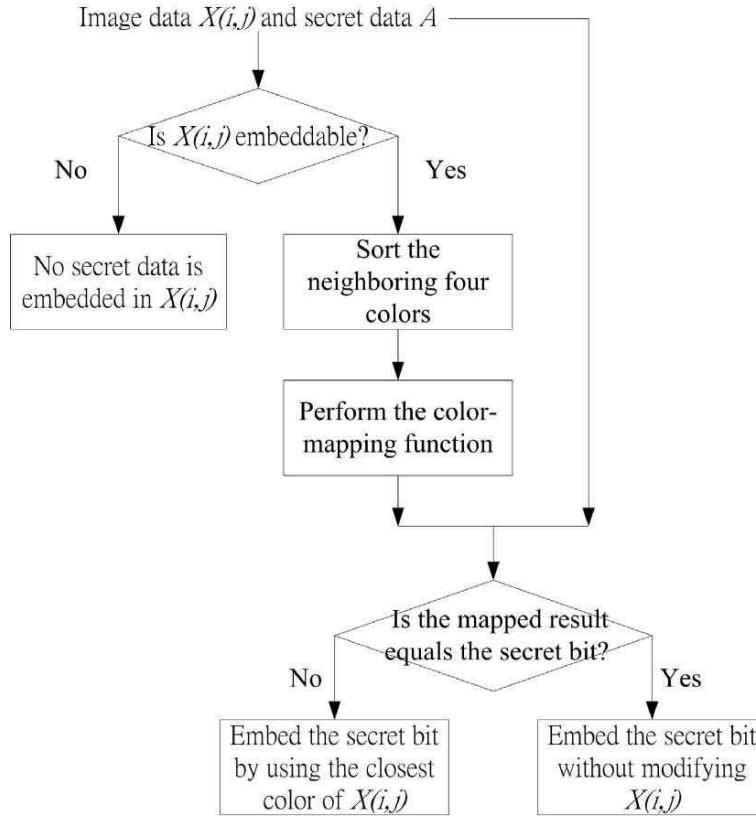 Image data X(i,j) and secret data A
Is X(i,j) embeddable?
No
Yes
No secret data is
embedded in X(i,j)
Sort the
neighboring four
colors
Perform the color-
mapping function
Is the mapped result
equals the secret bit?
No
Yes
Embed the secret bit
by using the closest
color of X(i,j)
Embed the secret bit
without modifying
X(i,j)